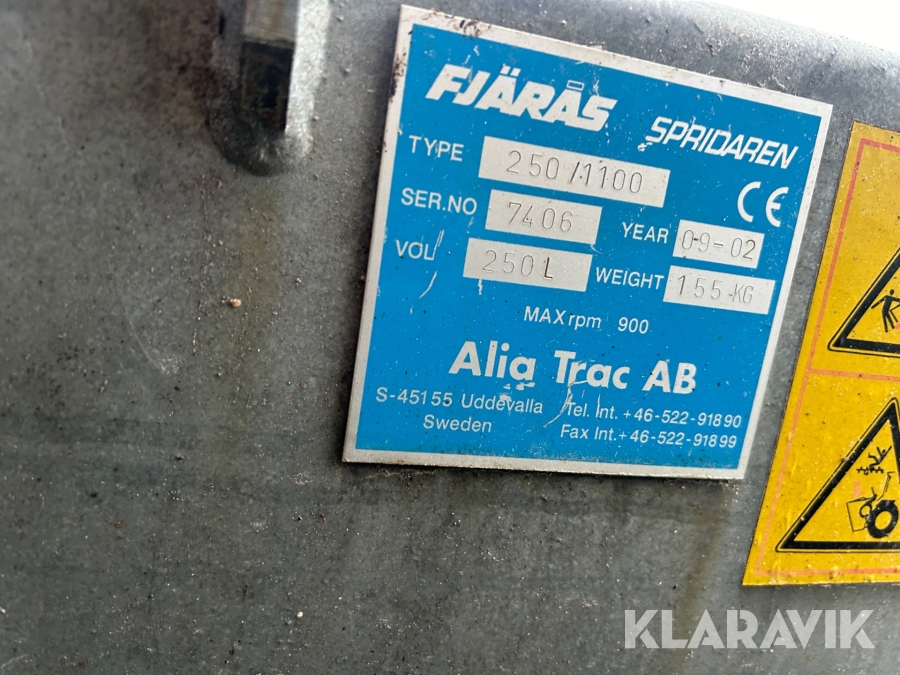 FJÄRÅS
SPRIDAREN
TYPE 250/1100
CE
SER.NO 7406 YEAR 09-02
VOL 250L WEIGHT 155 KG
MAX rpm 900
Alig Trac AB
S-45155 Uddevalla Tel. Int. +46-522-91890
Sweden Fax Int. +46-522-91899
KLARAVIK